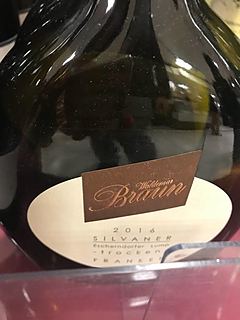 Waldemar
Braun
2016
SILVANER
Escherndorfer Lump
-trocken-
FRANKEN